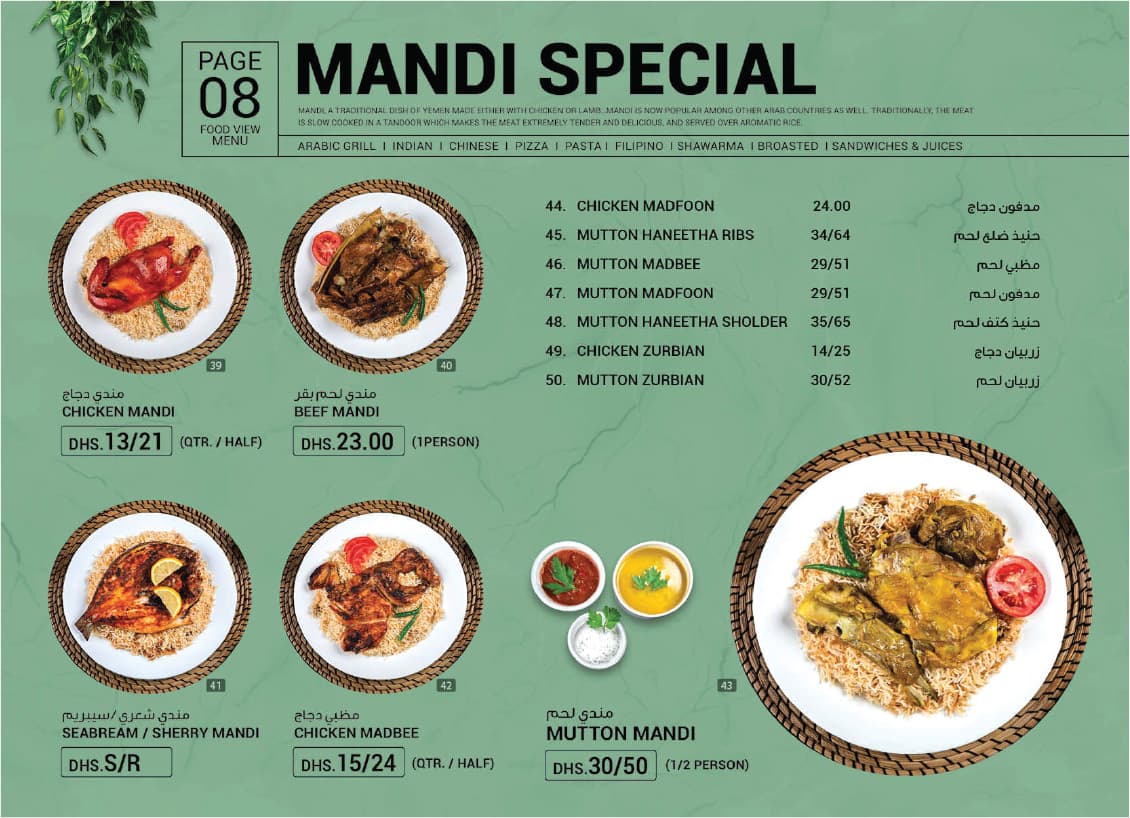 PAGE
08
FOOD VIEW
MENU
MANDI SPECIAL
MANDI, A TRADITIONAL DISH OF YEMEN MADE EITHER WITH CHICKEN OR LAMB...MANDI IS NOW POPULAR AMONG OTHER ARAB COUNTRIES AS WELL. TRADITIONALLY, THE MEAT
IS SLOW COOKED IN A TANDOOR WHICH MAKES THE MEAT EXTREMELY TENDER AND DELICIOUS, AND SERVED OVER AROMATIC RICE.
ARABIC GRILL I INDIAN I CHINESE I PIZZA I PASTA I FILIPINO I SHAWARMA I BROASTED I SANDWICHES & JUICES
39
مندي دجاج
CHICKEN MANDI
DHS.13/21 (QTR. / HALF)
40
مندي لحم بقر
BEEF MANDI
DHS.23.00 (1PERSON)
44. CHICKEN MADFOON 24.00 مدفون دجاج
45. MUTTON HANEETHA RIBS 34/64 حنيذ ضلع لحم
46. MUTTON MADBEE 29/51 مظبي لحم
47. MUTTON MADFOON 29/51 مدفون لحم
48. MUTTON HANEETHA SHOLDER 35/65 حنيذ كتف لحم
49. CHICKEN ZURBIAN 14/25 زربيان دجاج
50. MUTTON ZURBIAN 30/52 زربيان لحم
41
مندي شعري /سيبريم
SEABREAM / SHERRY MANDI
DHS.S/R
42
مظبي دجاج
CHICKEN MADBEE
DHS.15/24 (QTR. / HALF)
43
مندي لحم
MUTTON MANDI
DHS.30/50 (1/2 PERSON)